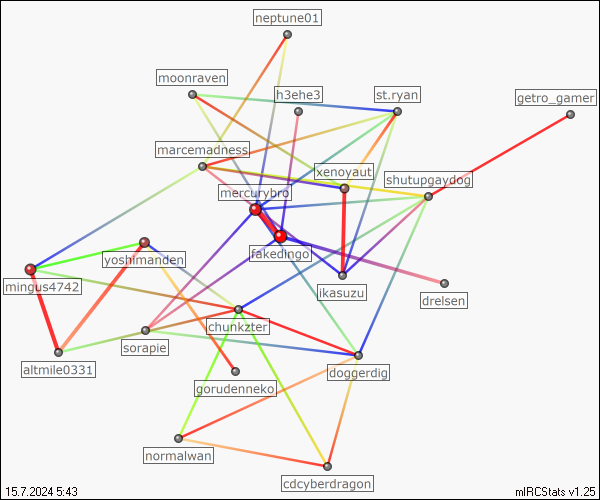 neptune01
moonraven
h3ehe3
st.ryan
getro_gamer
marcemadness
xenoyaut
shutupgaydog
mercurybro
yoshimanden
fakedingo
mingus4742
ikasuzu
drelsen
chunkzter
sorapie
altmile0331
doggerdig
gorudenneko
normalwan
cdcyberdragon
15.7.2024 5:43
mIRCStats v1.25